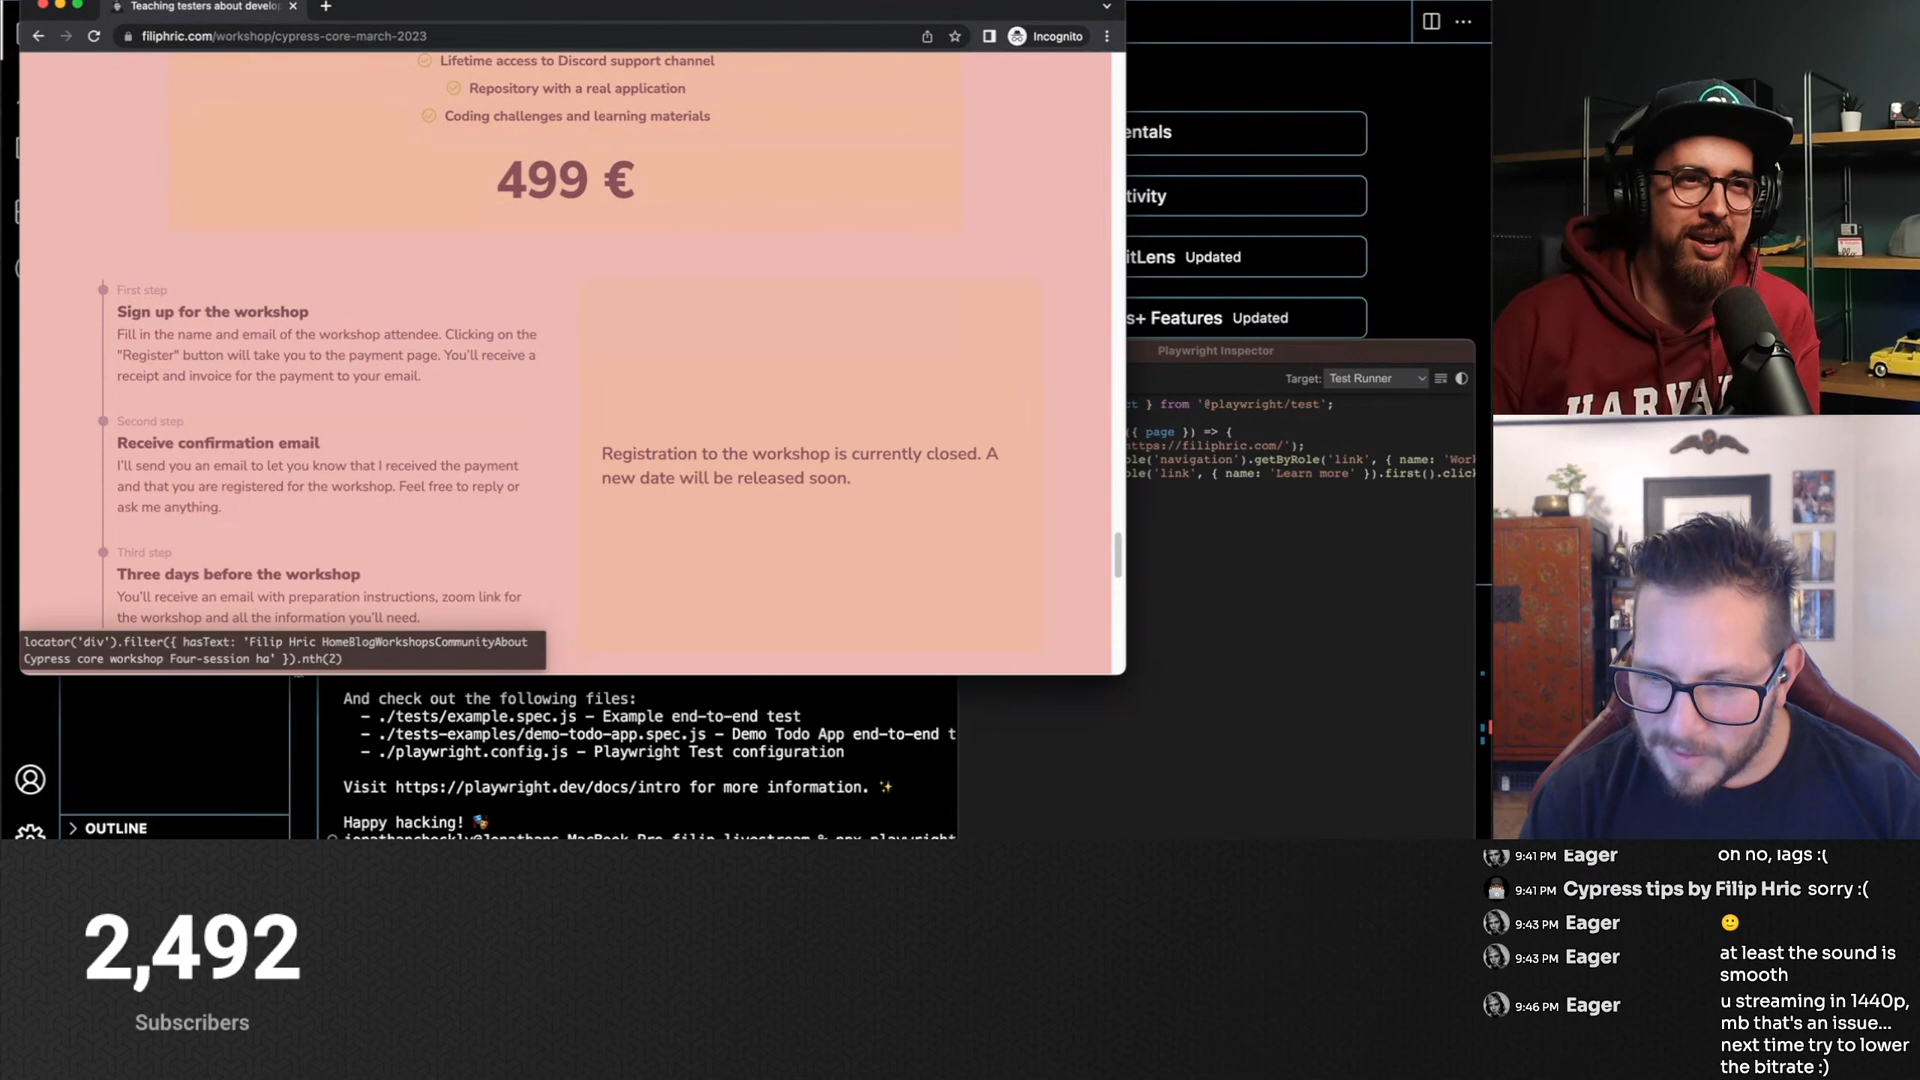 Teaching testers about develo
filiphric.com/workshop/cypress-core-march-2023
Incognito
Lifetime access to Discord support channel
Repository with a real application
Coding challenges and learning materials
499 €
First step
Sign up for the workshop
Fill in the name and email of the workshop attendee. Clicking on the
"Register" button will take you to the payment page. You'll receive a
receipt and invoice for the payment to your email.
Second step
Receive confirmation email
I'll send you an email to let you know that I received the payment
and that you are registered for the workshop. Feel free to reply or
ask me anything.
Third step
Three days before the workshop
You'll receive an email with preparation instructions, zoom link for
the workshop and all the information you'll need.
Registration to the workshop is currently closed. A
new date will be released soon.
locator('div').filter({ hasText: 'Filip Hric HomeBlogWorkshopsCommunityAbout
Cypress core workshop Four-session ha' }).nth(2)
entals
tivity
itLens Updated
s+ Features Updated
Playwright Inspector
Target: Test Runner
ct } from '@playwright/test';
({ page }) => {
ttps://filiphric.com/');
ole('navigation').getByRole('link', { name: 'Wor
ole('link', { name: 'Learn more' }).first().click
And check out the following files:
- ./tests/example.spec.js - Example end-to-end test
- ./tests-examples/demo-todo-app.spec.js - Demo Todo App end-to-end t
- ./playwright.config.js - Playwright Test configuration
Visit https://playwright.dev/docs/intro for more information. ✨
Happy hacking! 🎭
OUTLINE
HARVA
2,492
Subscribers
9:41 PM Eager oh no, lags :(
9:41 PM Cypress tips by Filip Hric sorry :(
9:43 PM Eager 🙂
9:43 PM Eager at least the sound is
smooth
9:46 PM Eager u streaming in 1440p,
mb that's an issue...
next time try to lower
the bitrate :)